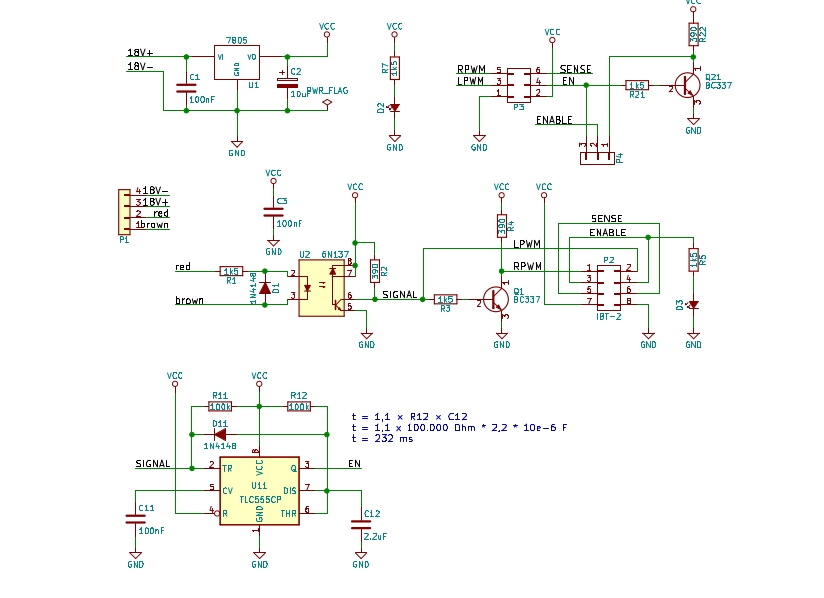 VCC
VCC
VCC
VCC
7805
18V+
VI
VO
GND
U1
18V-
C1
100nF
C2
10uF
PWR_FLAG
GND
R7
1k5
D2
GND
RPWM
5
6
SENSE
LPWM
3
4
EN
1
2
P3
GND
ENABLE
R21
1k5
390
R22
1
2
3
Q21
BC337
GND
3
2
1
P4
P1
4
18V-
3
18V+
2
red
1
brown
VCC
C3
100nF
GND
VCC
U2
6N137
red
1k5
R1
1N4148
D1
brown
2
3
8
7
6
5
390
R2
SIGNAL
GND
1k5
R3
VCC
390
R4
LPWM
RPWM
1
2
3
Q1
BC337
GND
VCC
SENSE
ENABLE
P2
1
2
3
4
5
6
7
8
IBT-2
GND
1k5
R5
D3
GND
VCC
VCC
R11
100k
R12
100k
D11
1N4148
SIGNAL
2
TR
8
VCC
Q
3
EN
5
CV
U11
TLC555CP
DIS
7
4
R
GND
1
THR
6
C11
100nF
GND
GND
C12
2.2uF
GND
t = 1,1 × R12 × C12
t = 1,1 x 100.000 Ohm * 2,2 * 10e-6 F
t = 232 ms